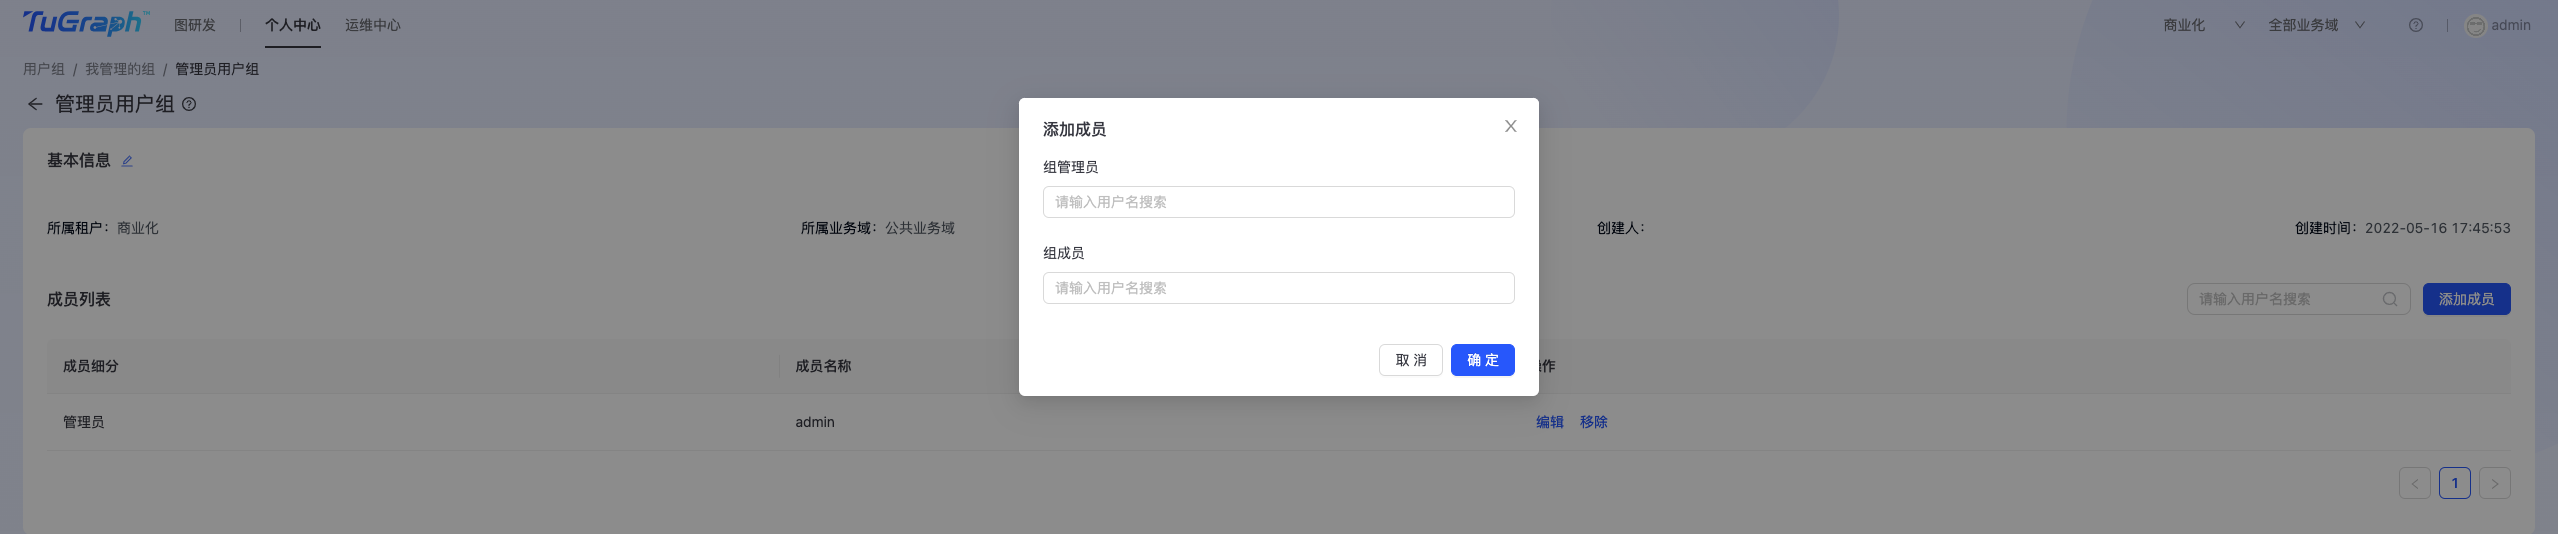 TuGraph™ 图研发 | 个人中心 运维中心 商业化 全部业务域 | admin
用户组 / 我管理的组 / 管理员用户组
管理员用户组
添加成员
组管理员
请输入用户名搜索
组成员
请输入用户名搜索
取 消 确 定
基本信息
所属租户：商业化 所属业务域：公共业务域 创建人： 创建时间：2022-05-16 17:45:53
成员列表 请输入用户名搜索 添加成员
成员细分 成员名称 作
管理员 admin 编辑 移除
1